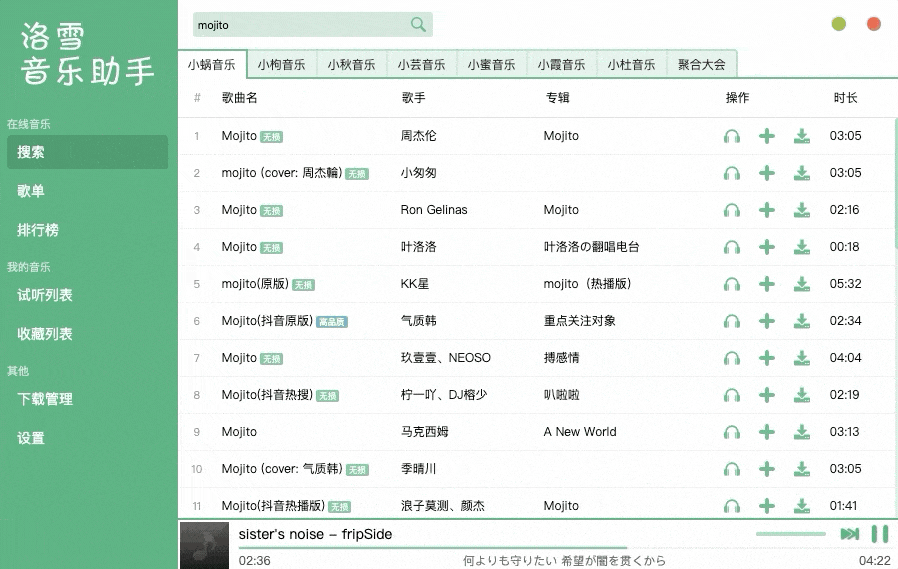 洛雪
音乐助手
在线音乐
搜索
歌单
排行榜
我的音乐
试听列表
收藏列表
其他
下载管理
设置
mojito
小蜗音乐 小枸音乐 小秋音乐 小芸音乐 小蜜音乐 小霞音乐 小杜音乐 聚合大会
# 歌曲名 歌手 专辑 操作 时长
1 Mojito 无损 周杰伦 Mojito 03:05
2 mojito (cover: 周杰輪) 无损 小匆匆 03:05
3 Mojito 无损 Ron Gelinas Mojito 02:16
4 Mojito 无损 叶洛洛 叶洛洛の翻唱电台 00:18
5 mojito(原版) 无损 KK星 mojito（热播版） 05:32
6 Mojito(抖音原版) 高品质 气质韩 重点关注对象 02:34
7 Mojito 无损 玖壹壹、NEOSO 搏感情 04:04
8 Mojito(抖音热搜) 无损 柠一吖、DJ榕少 叭啦啦 02:19
9 Mojito 马克西姆 A New World 03:13
10 Mojito (cover: 气质韩) 无损 季晴川 03:05
11 Mojito(抖音热播版) 无损 浪子莫测、颜杰 Mojito 01:41
sister's noise – fripSide
02:36 何よりも守りたい 希望が闇を貫くから 04:22